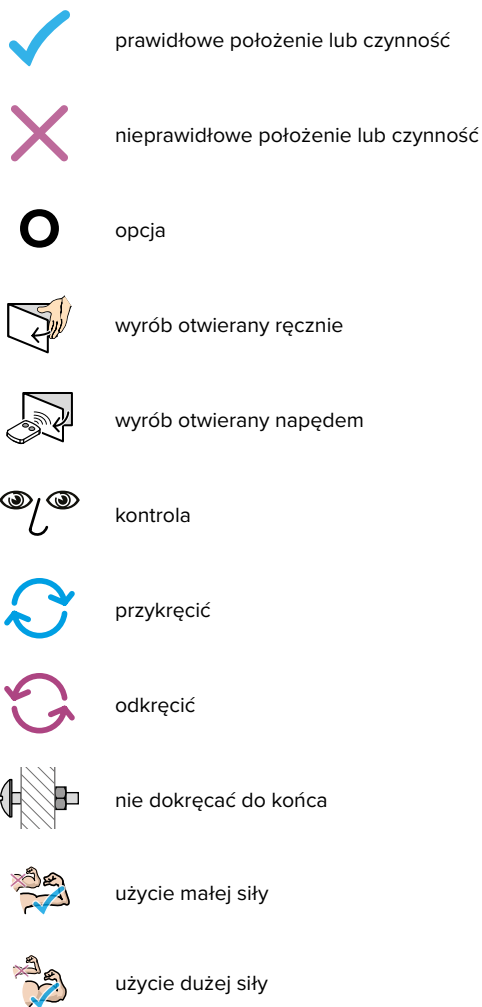 prawidłowe położenie lub czynność
nieprawidłowe położenie lub czynność
O opcja
wyrób otwierany ręcznie
wyrób otwierany napędem
kontrola
przykręcić
odkręcić
nie dokręcać do końca
użycie małej siły
użycie dużej siły